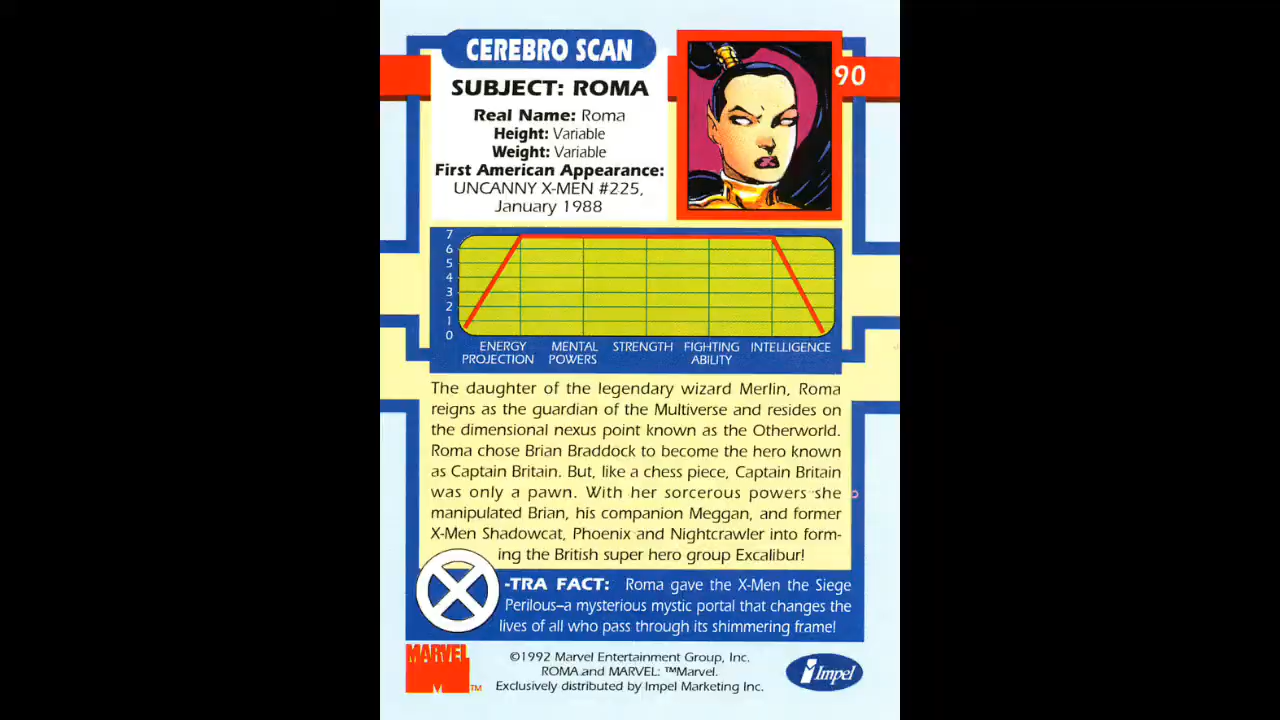 CEREBRO SCAN
SUBJECT: ROMA
90
Real Name: Roma
Height: Variable
Weight: Variable
First American Appearance:
UNCANNY X-MEN #225,
January 1988
7
6
5
4
3
2
1
0
ENERGY PROJECTION
MENTAL POWERS
STRENGTH
FIGHTING ABILITY
INTELLIGENCE
The daughter of the legendary wizard Merlin, Roma
reigns as the guardian of the Multiverse and resides on
the dimensional nexus point known as the Otherworld.
Roma chose Brian Braddock to become the hero known
as Captain Britain. But, like a chess piece, Captain Britain
was only a pawn. With her sorcerous powers she
manipulated Brian, his companion Meggan, and former
X-Men Shadowcat, Phoenix and Nightcrawler into form-
ing the British super hero group Excalibur!
X-TRA FACT: Roma gave the X-Men the Siege
Perilous–a mysterious mystic portal that changes the
lives of all who pass through its shimmering frame!
MARVEL
TM
©1992 Marvel Entertainment Group, Inc.
ROMA and MARVEL: ™Marvel.
Exclusively distributed by Impel Marketing Inc.
Impel